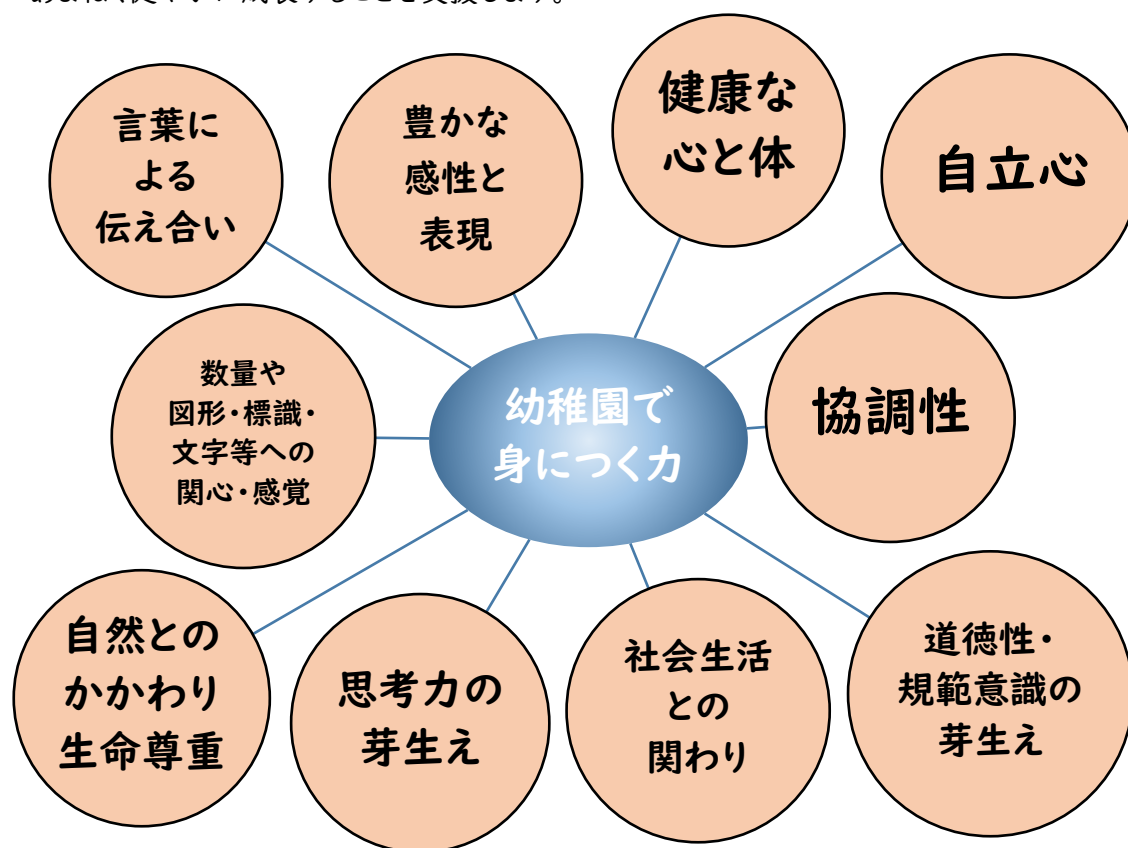 健康な
心と体
豊かな
感性と
表現
言葉に
よる
伝え合い
自立心
幼稚園で
身につく力
協調性
数量や
図形・標識・
文字等への
関心・感覚
自然との
かかわり
生命尊重
思考力の
芽生え
社会生活
との
関わり
道徳性・
規範意識の
芽生え